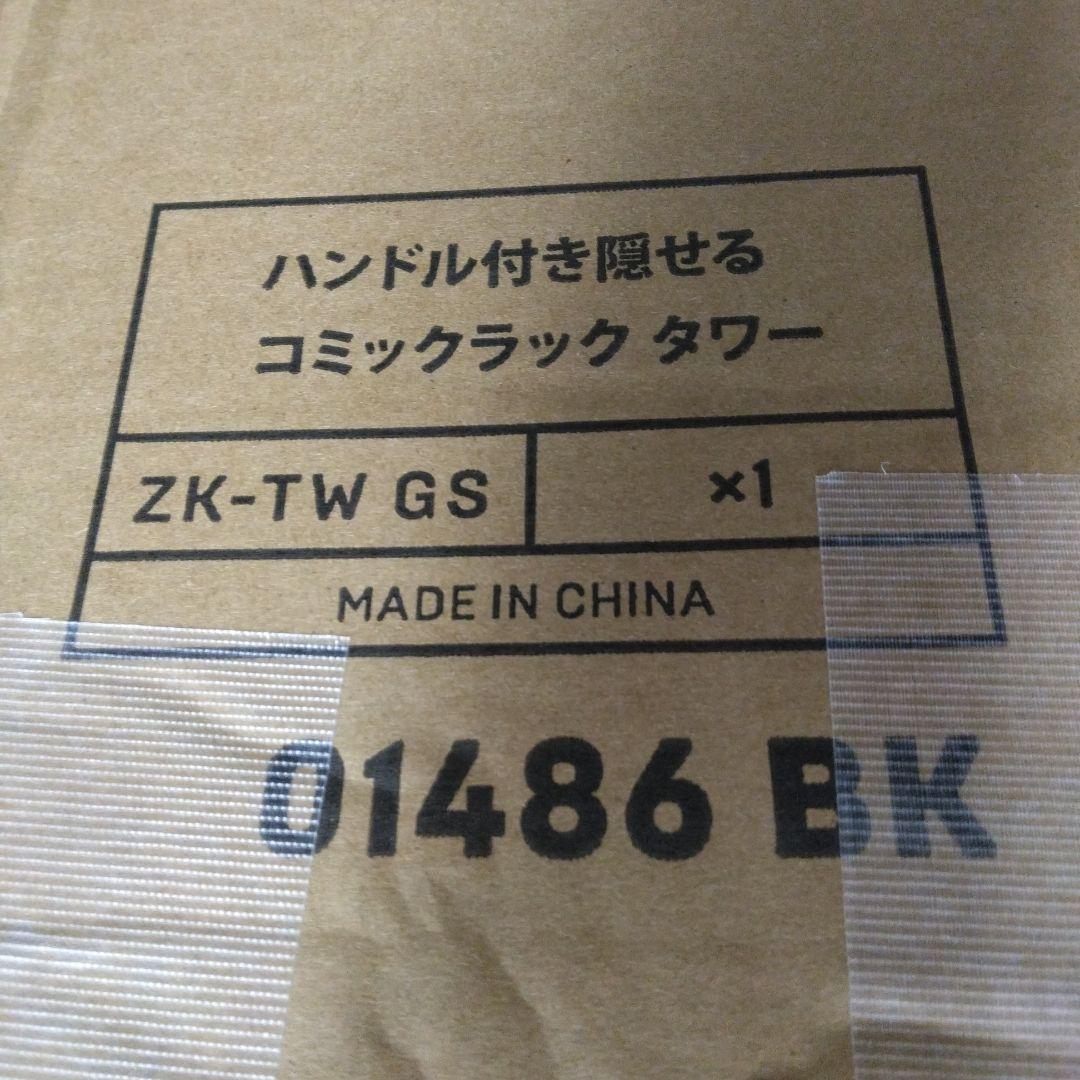 ハンドル付き隠せる
コミックラック タワー
ZK-TW GS ×1
MADE IN CHINA
01486 BK